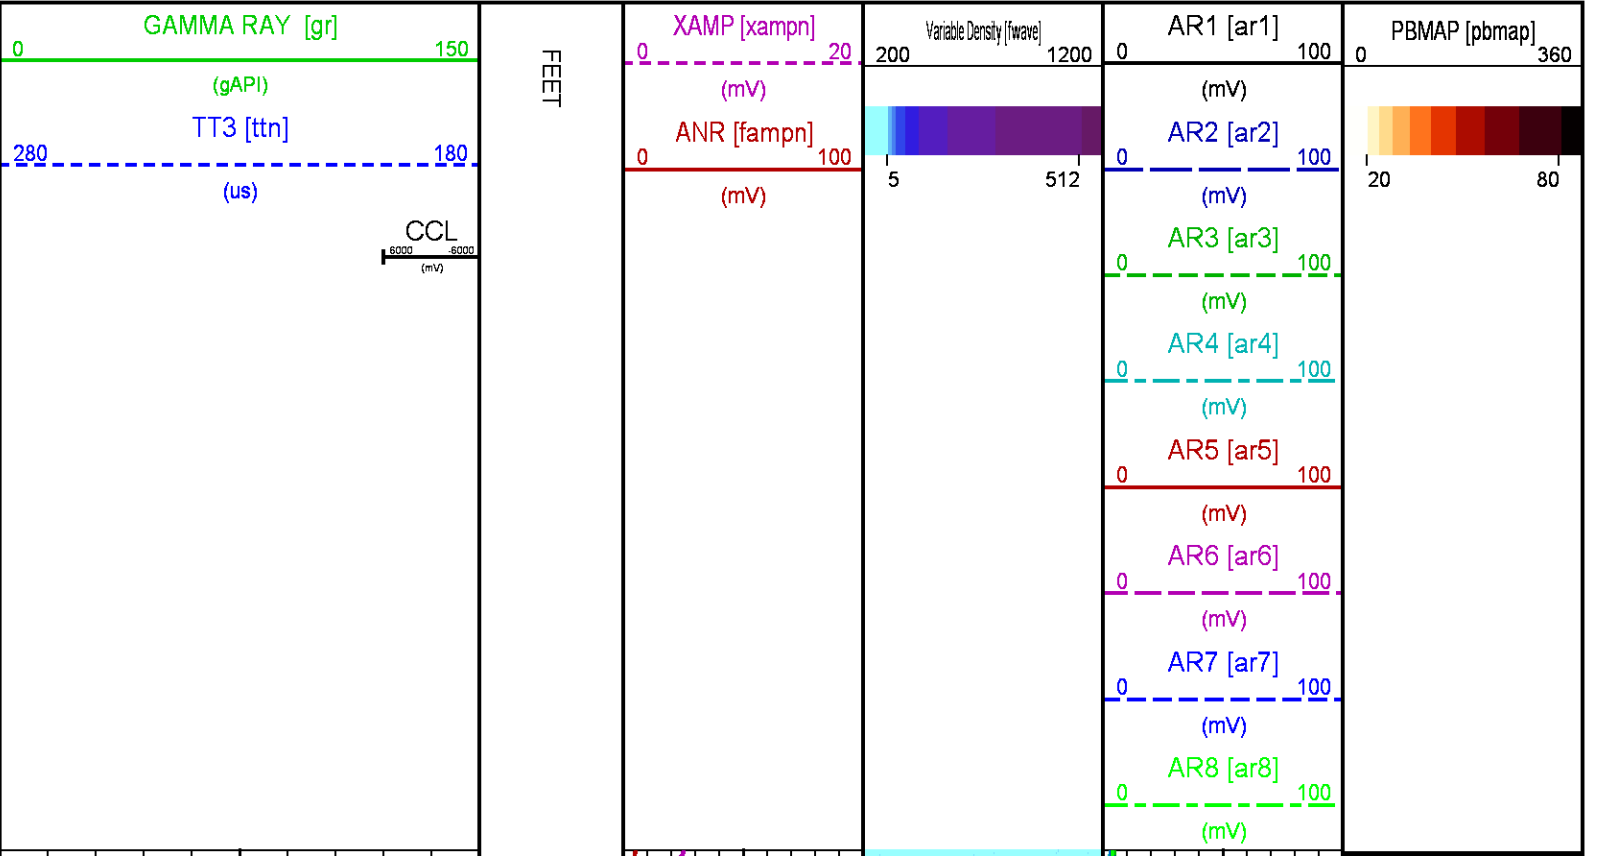 GAMMA RAY [gr]
0 150
(gAPI)
TT3 [ttn]
280 180
(us)
CCL
6000 -6000
(mV)
FEET
XAMP [xampn]
0 20
(mV)
ANR [fampn]
0 100
(mV)
Variable Density [fwave]
200 1200
5 512
AR1 [ar1]
0 100
(mV)
AR2 [ar2]
0 100
(mV)
AR3 [ar3]
0 100
(mV)
AR4 [ar4]
0 100
(mV)
AR5 [ar5]
0 100
(mV)
AR6 [ar6]
0 100
(mV)
AR7 [ar7]
0 100
(mV)
AR8 [ar8]
0 100
(mV)
PBMAP [pbmap]
0 360
20 80